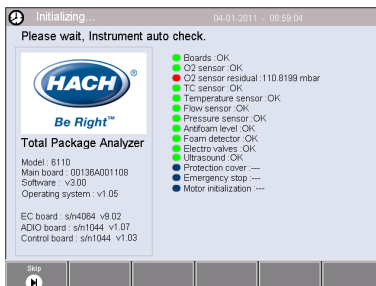 Initializing...
04-01-2011 - 08:59:04
Please wait, Instrument auto check.
HACH®
Be Right™
Total Package Analyzer
Model : 6110
Main board : 00136A001108
Software : v3.00
Operating system : v1.05
EC board : s/n4064 v9.02
ADIO board : s/n1044 v1.07
Control board : s/n1044 v1.03
Boards :OK
O2 sensor :OK
O2 sensor residual :110.8199 mbar
TC sensor :OK
Temperature sensor :OK
Flow sensor :OK
Pressure sensor :OK
Antifoam level :OK
Foam detector :OK
Electro valves :OK
Ultrasound :OK
Protection cover :---
Emergency stop :---
Motor initialization :---
Skip